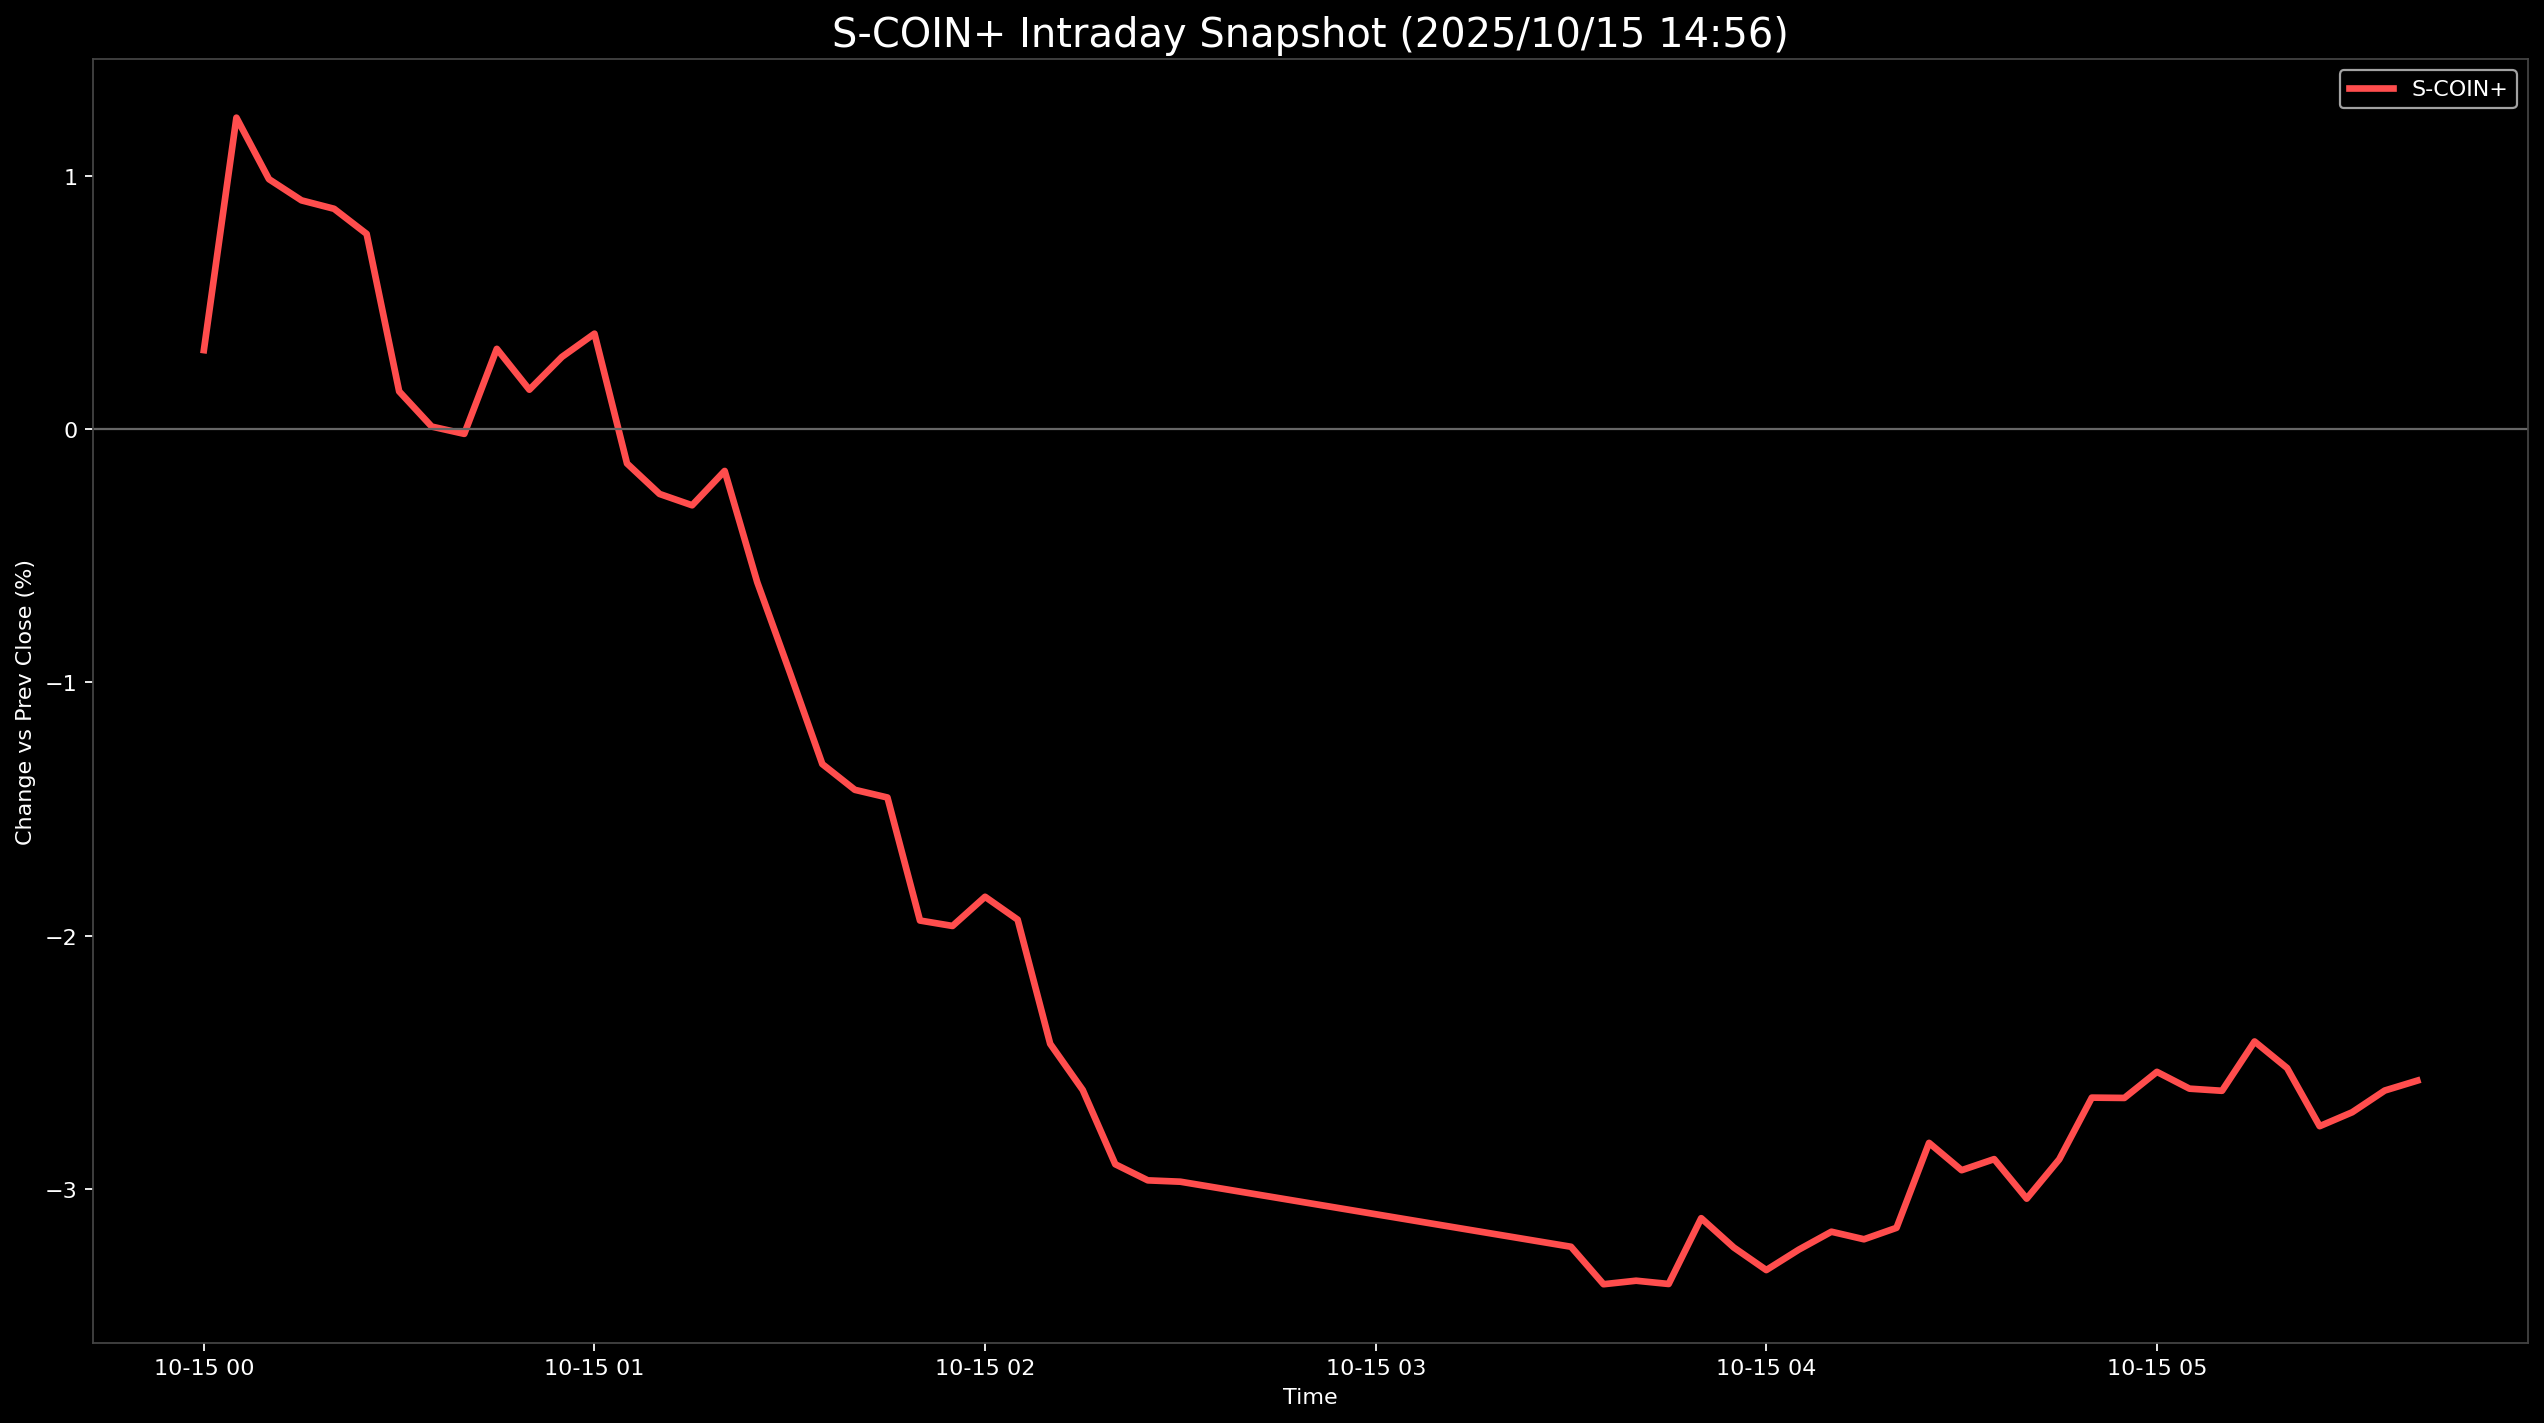 S-COIN+ Intraday Snapshot (2025/10/15 14:56)
S-COIN+
Change vs Prev Close (%)
1
0
−1
−2
−3
10-15 00
10-15 01
10-15 02
10-15 03
10-15 04
10-15 05
Time